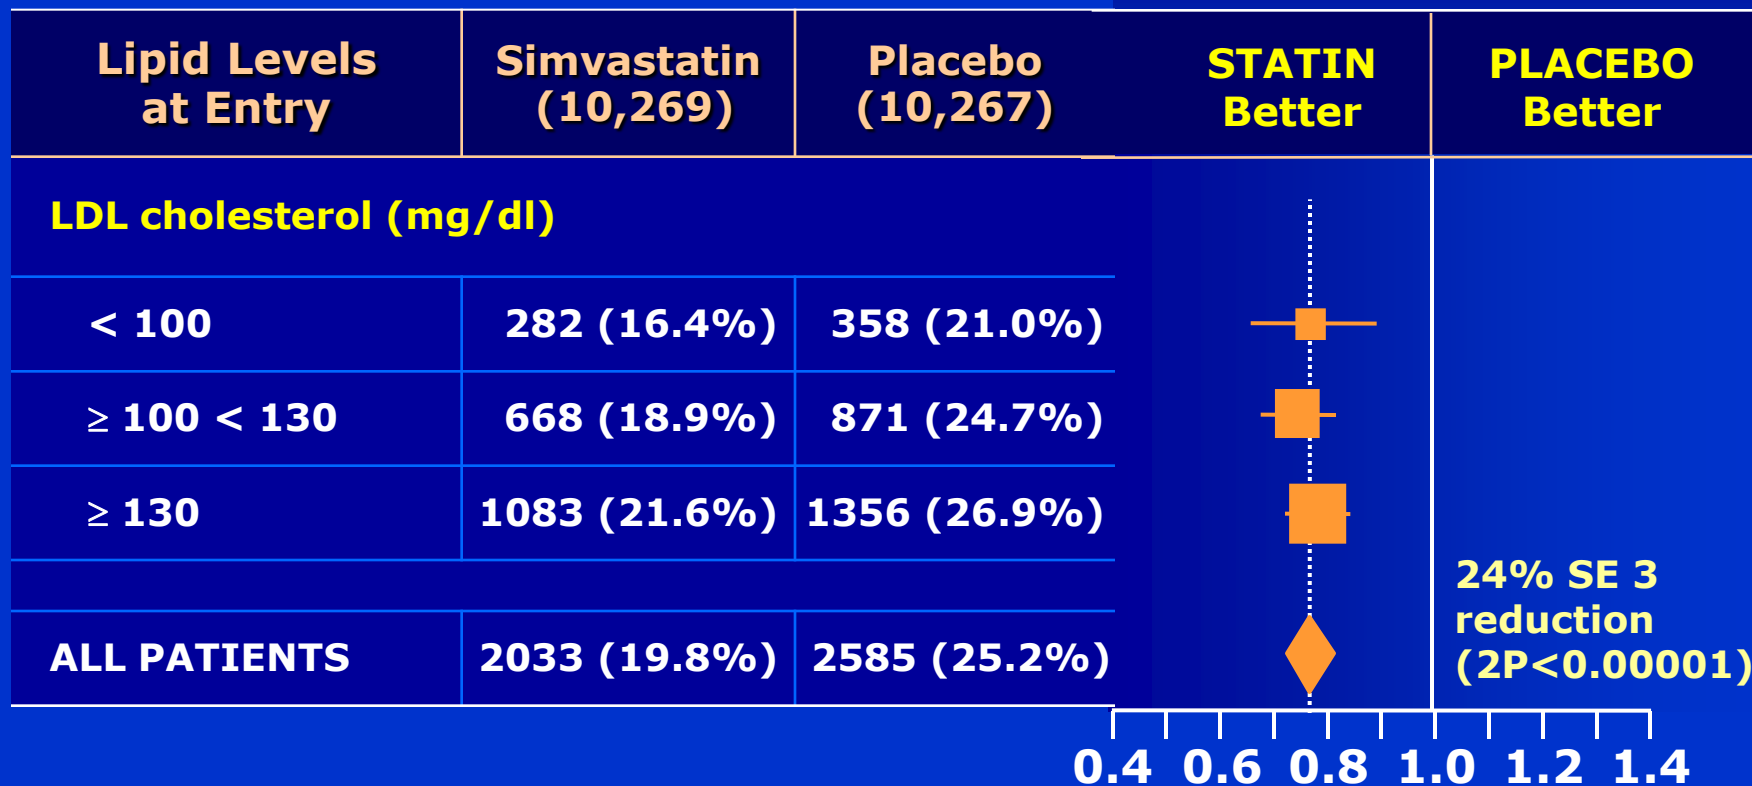 Lipid Levels
at Entry
Simvastatin
(10,269)
Placebo
(10,267)
STATIN
Better
PLACEBO
Better
LDL cholesterol (mg/dl)
< 100 282 (16.4%) 358 (21.0%)
≥ 100 < 130 668 (18.9%) 871 (24.7%)
≥ 130 1083 (21.6%) 1356 (26.9%)
ALL PATIENTS 2033 (19.8%) 2585 (25.2%)
24% SE 3
reduction
(2P<0.00001)
0.4 0.6 0.8 1.0 1.2 1.4